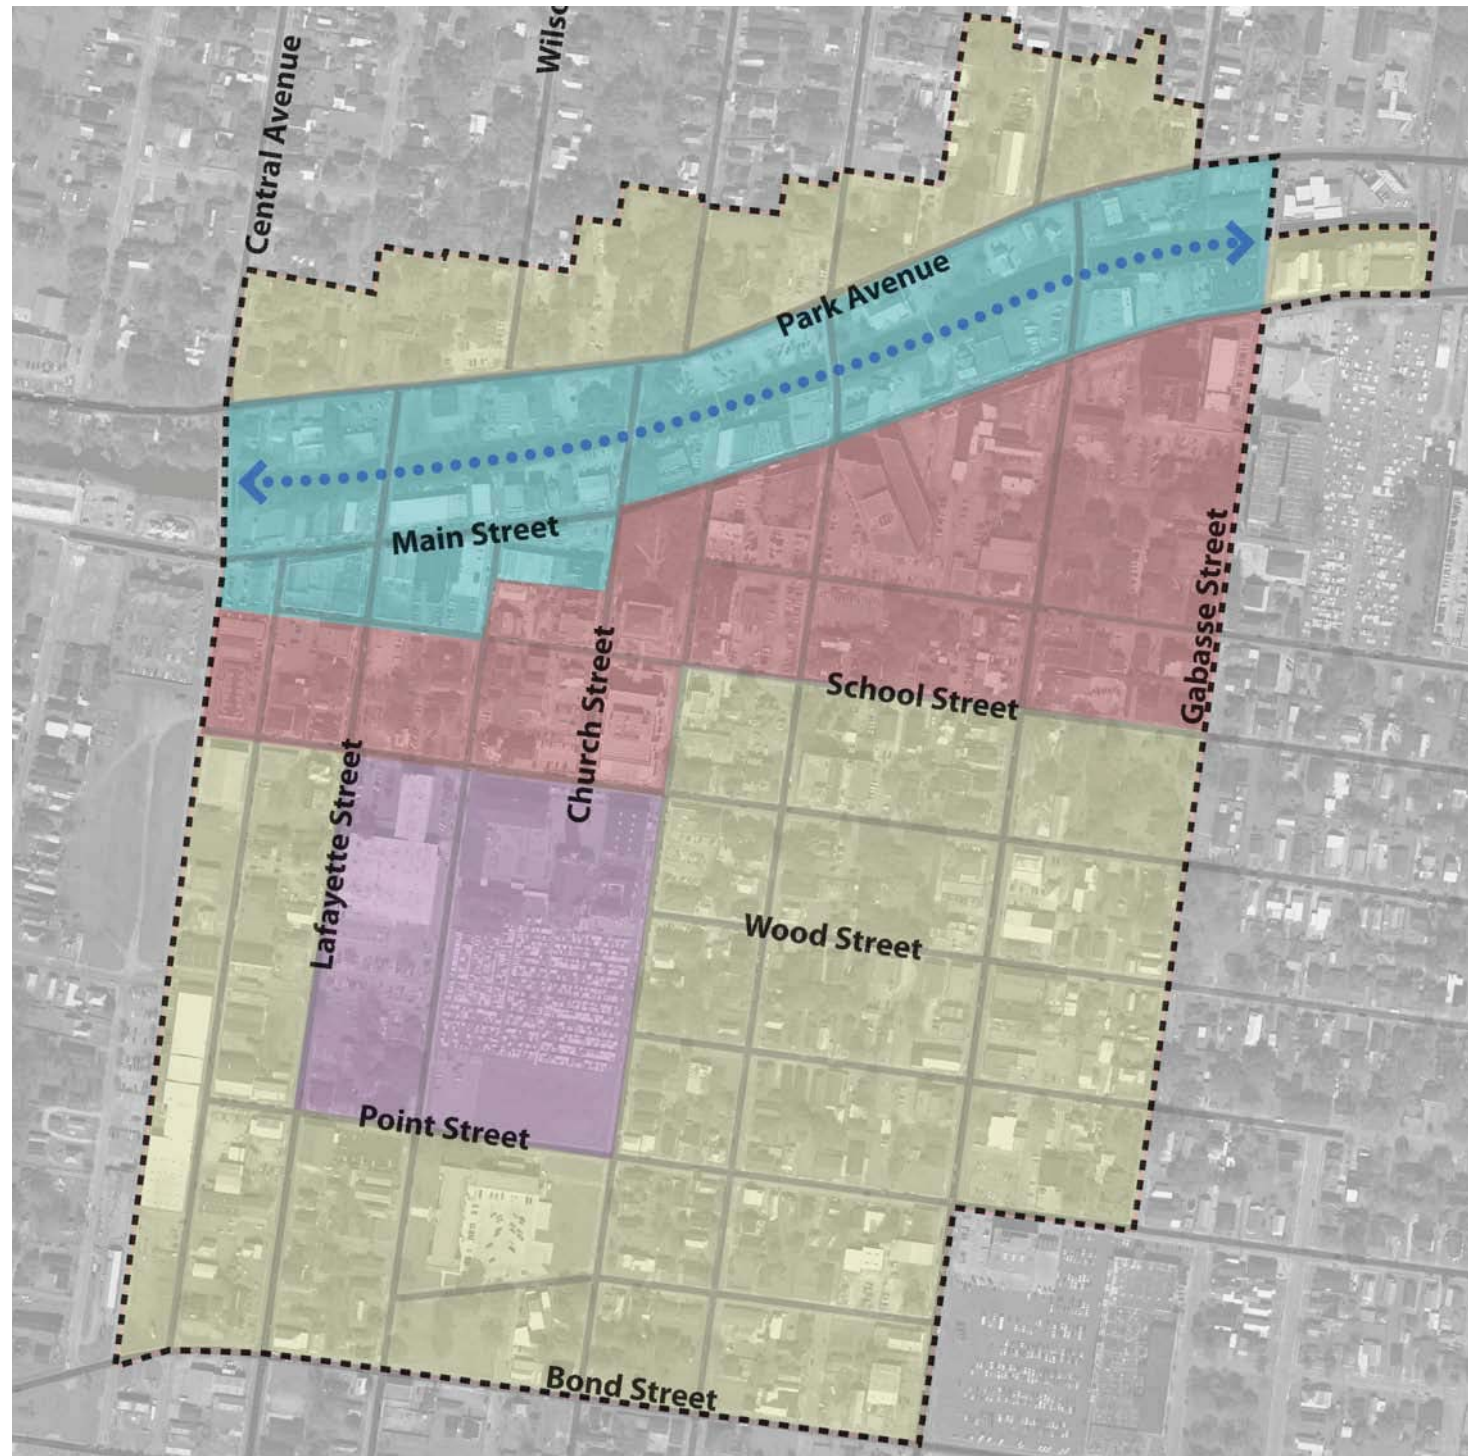 Central Avenue
Wilsc
Park Avenue
Main Street
Church Street
School Street
Gabasse Street
Lafayette Street
Wood Street
Point Street
Bond Street